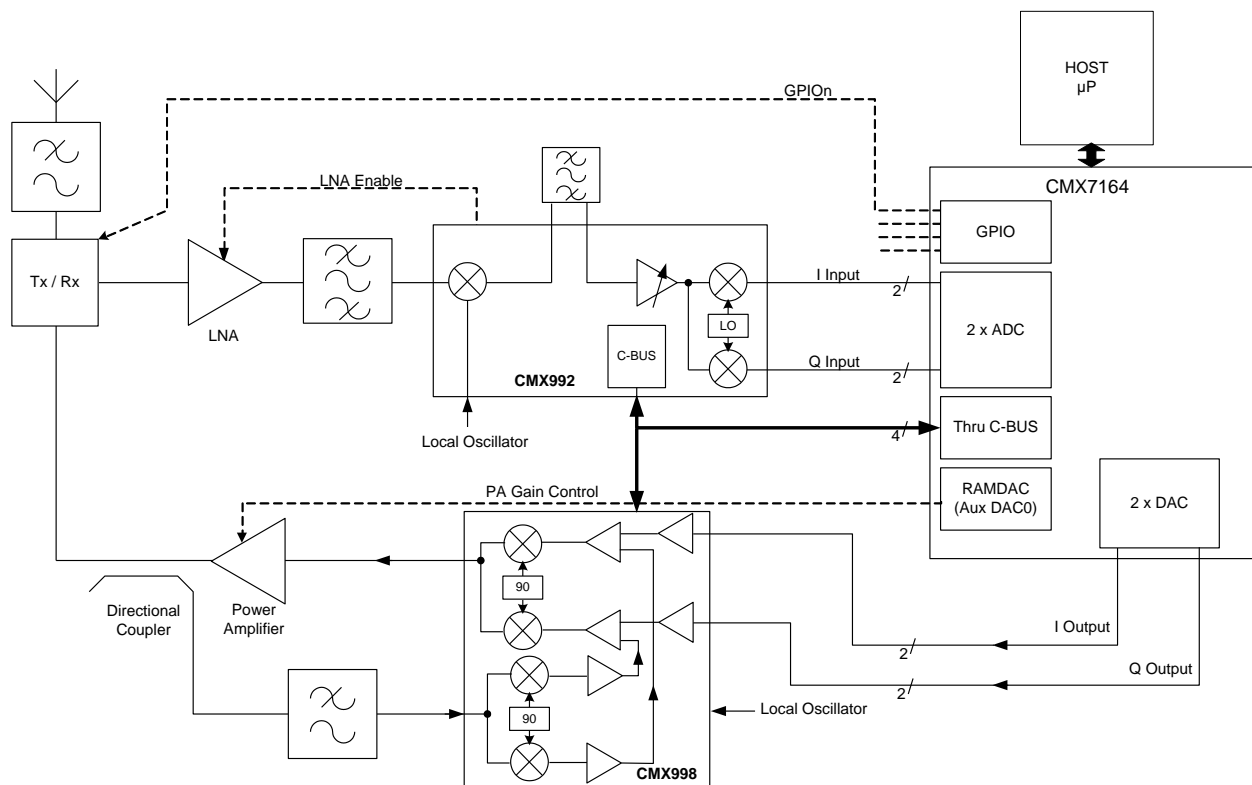 HOST
µP
GPIOn
CMX7164
LNA Enable
GPIO
Tx / Rx
I Input
2
LNA
LO
2 x ADC
C-BUS
Q Input
2
CMX992
Local Oscillator
4
Thru C-BUS
PA Gain Control
RAMDAC
(Aux DAC0)
2 x DAC
90
Directional
Coupler
Power
Amplifier
I Output
2
Q Output
2
90
Local Oscillator
CMX998